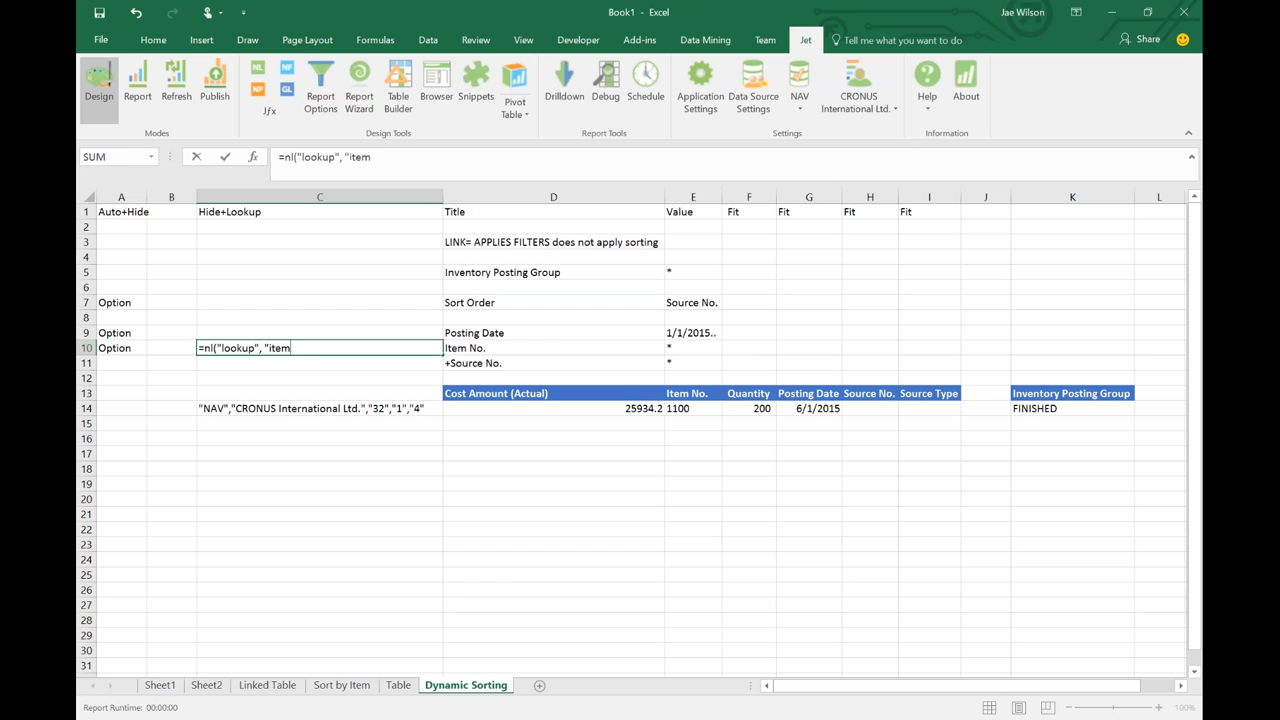 Book1 - Excel
Jae Wilson
File Home Insert Draw Page Layout Formulas Data Review View Developer Add-ins Data Mining Team Jet Tell me what you want to do Share
NL NF NP GL
Design Report Refresh Publish Jfx Report Options Report Wizard Table Builder Browser Snippets Pivot Table Drilldown Debug Schedule Application Settings Data Source Settings NAV CRONUS International Ltd. Help About
Modes Design Tools Report Tools Settings Information
SUM fx =nl("lookup", "item
A B C D E F G H I J K L
1 Auto+Hide Hide+Lookup Title Value Fit Fit Fit Fit
2
3 LINK= APPLIES FILTERS does not apply sorting
4
5 Inventory Posting Group *
6
7 Option Sort Order Source No.
8
9 Option Posting Date 1/1/2015..
10 Option =nl("lookup", "item Item No. *
11 +Source No. *
12
13 Cost Amount (Actual) Item No. Quantity Posting Date Source No. Source Type Inventory Posting Group
14 "NAV","CRONUS International Ltd.","32","1","4" 25934.2 1100 200 6/1/2015 FINISHED
15
16
17
18
19
20
21
22
23
24
25
26
27
28
29
30
31
Sheet1 Sheet2 Linked Table Sort by Item Table Dynamic Sorting
Report Runtime: 00:00:00 100%